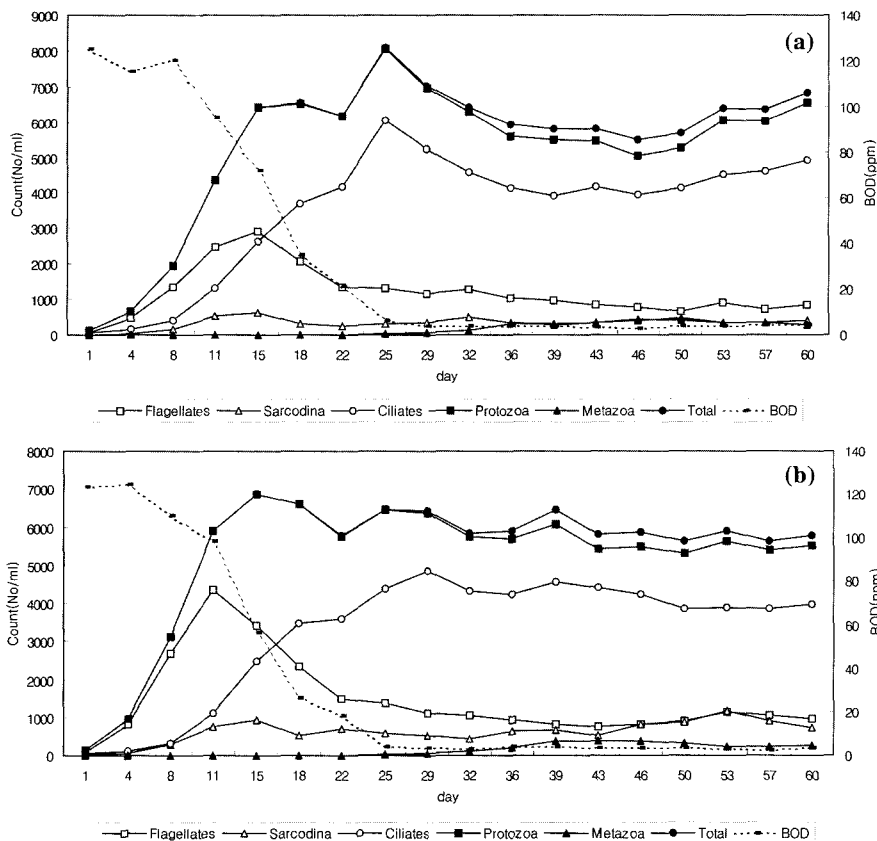 (a)
Count(No/ml)
9000
8000
7000
6000
5000
4000
3000
2000
1000
0
BOD(ppm)
140
120
100
80
60
40
20
0
1 4 8 11 15 18 22 25 29 32 36 39 43 46 50 53 57 60
day
Flagellates Sarcodina Ciliates Protozoa Metazoa Total BOD
(b)
Count(No/ml)
8000
7000
6000
5000
4000
3000
2000
1000
0
BOD(ppm)
140
120
100
80
60
40
20
0
1 4 8 11 15 18 22 25 29 32 36 39 43 46 50 53 57 60
day
Flagellates Sarcodina Ciliates Protozoa Metazoa Total BOD